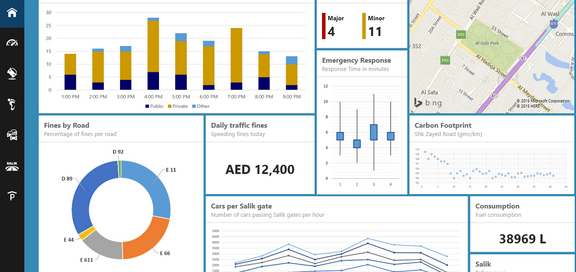 30
25
20
15
10
5
0
1:00 PM 2:00 PM 3:00 PM 4:00 PM 5:00 PM 6:00 PM 7:00 PM 8:00 PM 9:00 PM
Public Private Other
Major Minor
4 11
Emergency Response
Response Time in minutes
12
10
8
6
4
2
0
1 2 3 4
Al Wasl
35Z
Al Safa Park
Al Hadiqa Street
Al Safa
bing
© 2015 Microsoft Corporation
© 2015 HERE
SALIK
P
Fines by Road
Percentage of fines per road
D 92
E 11
D 89
E 44
E 611
E 66
Daily traffic fines
Speeding fines today
AED 12,400
Carbon Footprint
Shk Zayed Road (gms/km)
Cars per Salik gate
Number of cars passing Salik gates per hour
Consumption
Fuel consumption
38969 L
Salik